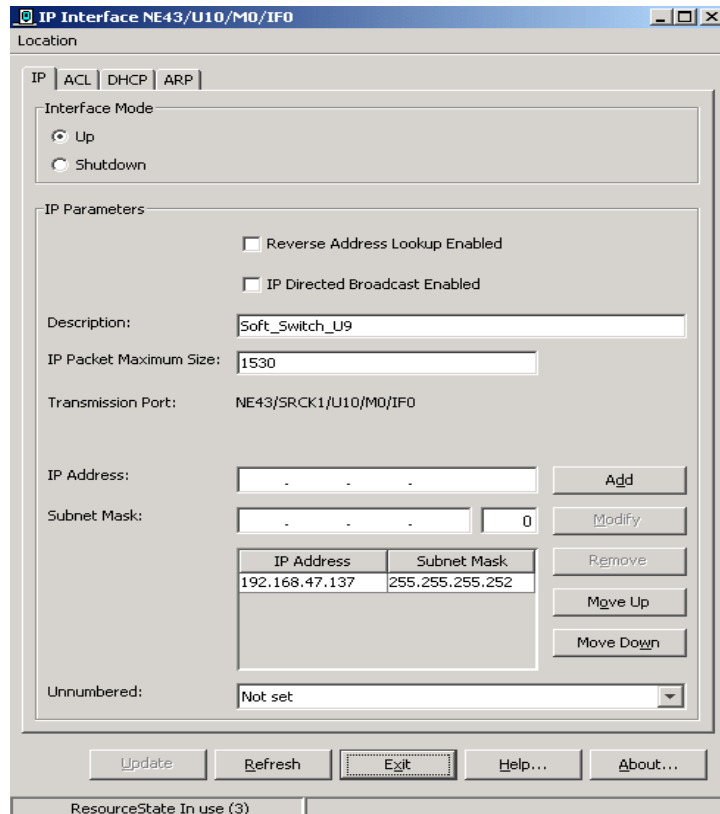 IP Interface NE43/U10/M0/IF0
Location
IP ACL DHCP ARP
Interface Mode
Up
Shutdown
IP Parameters
Reverse Address Lookup Enabled
IP Directed Broadcast Enabled
Description: Soft_Switch_U9
IP Packet Maximum Size: 1530
Transmission Port: NE43/SRCK1/U10/M0/IF0
IP Address: . . . Add
Subnet Mask: . . . 0 Modify
IP Address Subnet Mask Remove
192.168.47.137 255.255.255.252
Move Up
Move Down
Unnumbered: Not set
Update Refresh Exit Help... About...
ResourceState In use (3)